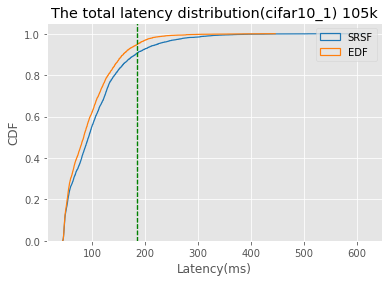 The total latency distribution(cifar10_1) 105k
1.0
0.8
0.6
0.4
0.2
0.0
CDF
SRSF
EDF
100 200 300 400 500 600
Latency(ms)